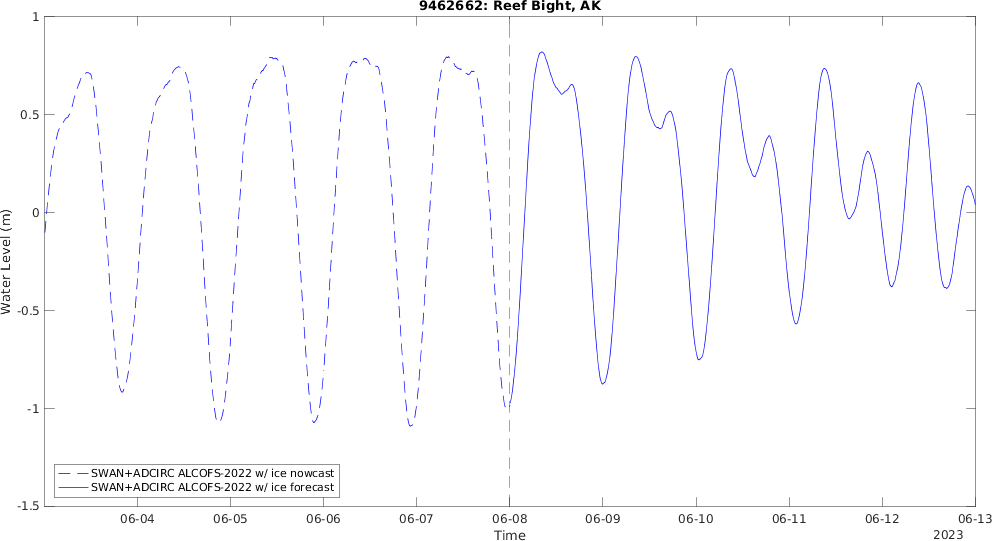 9462662: Reef Bight, AK
1
0.5
0
-0.5
-1
-1.5
Water Level (m)
SWAN+ADCIRC ALCOFS-2022 w/ ice nowcast
SWAN+ADCIRC ALCOFS-2022 w/ ice forecast
06-04 06-05 06-06 06-07 06-08 06-09 06-10 06-11 06-12 06-13
Time
2023